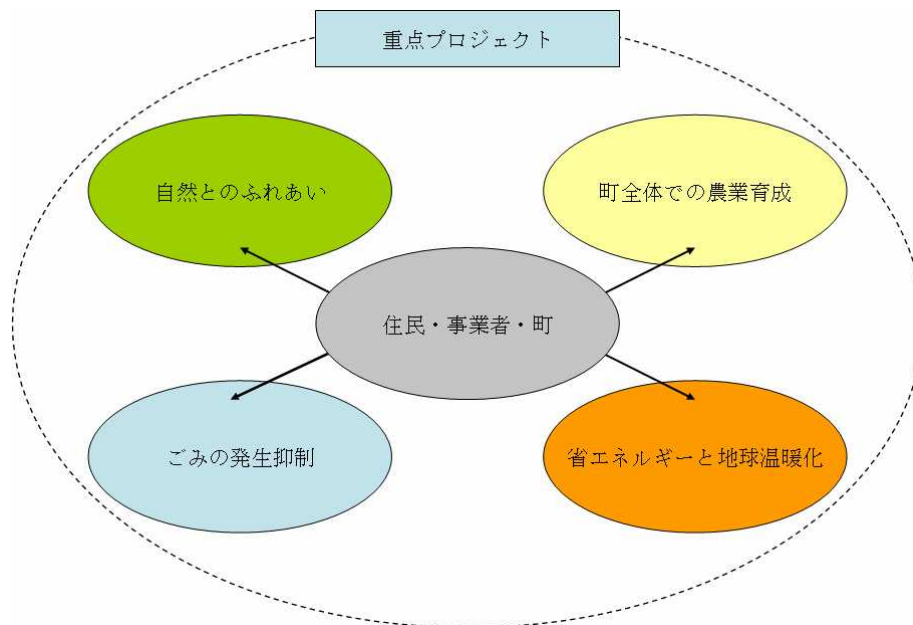 重点プロジェクト
自然とのふれあい
町全体での農業育成
住民・事業者・町
ごみの発生抑制
省エネルギーと地球温暖化